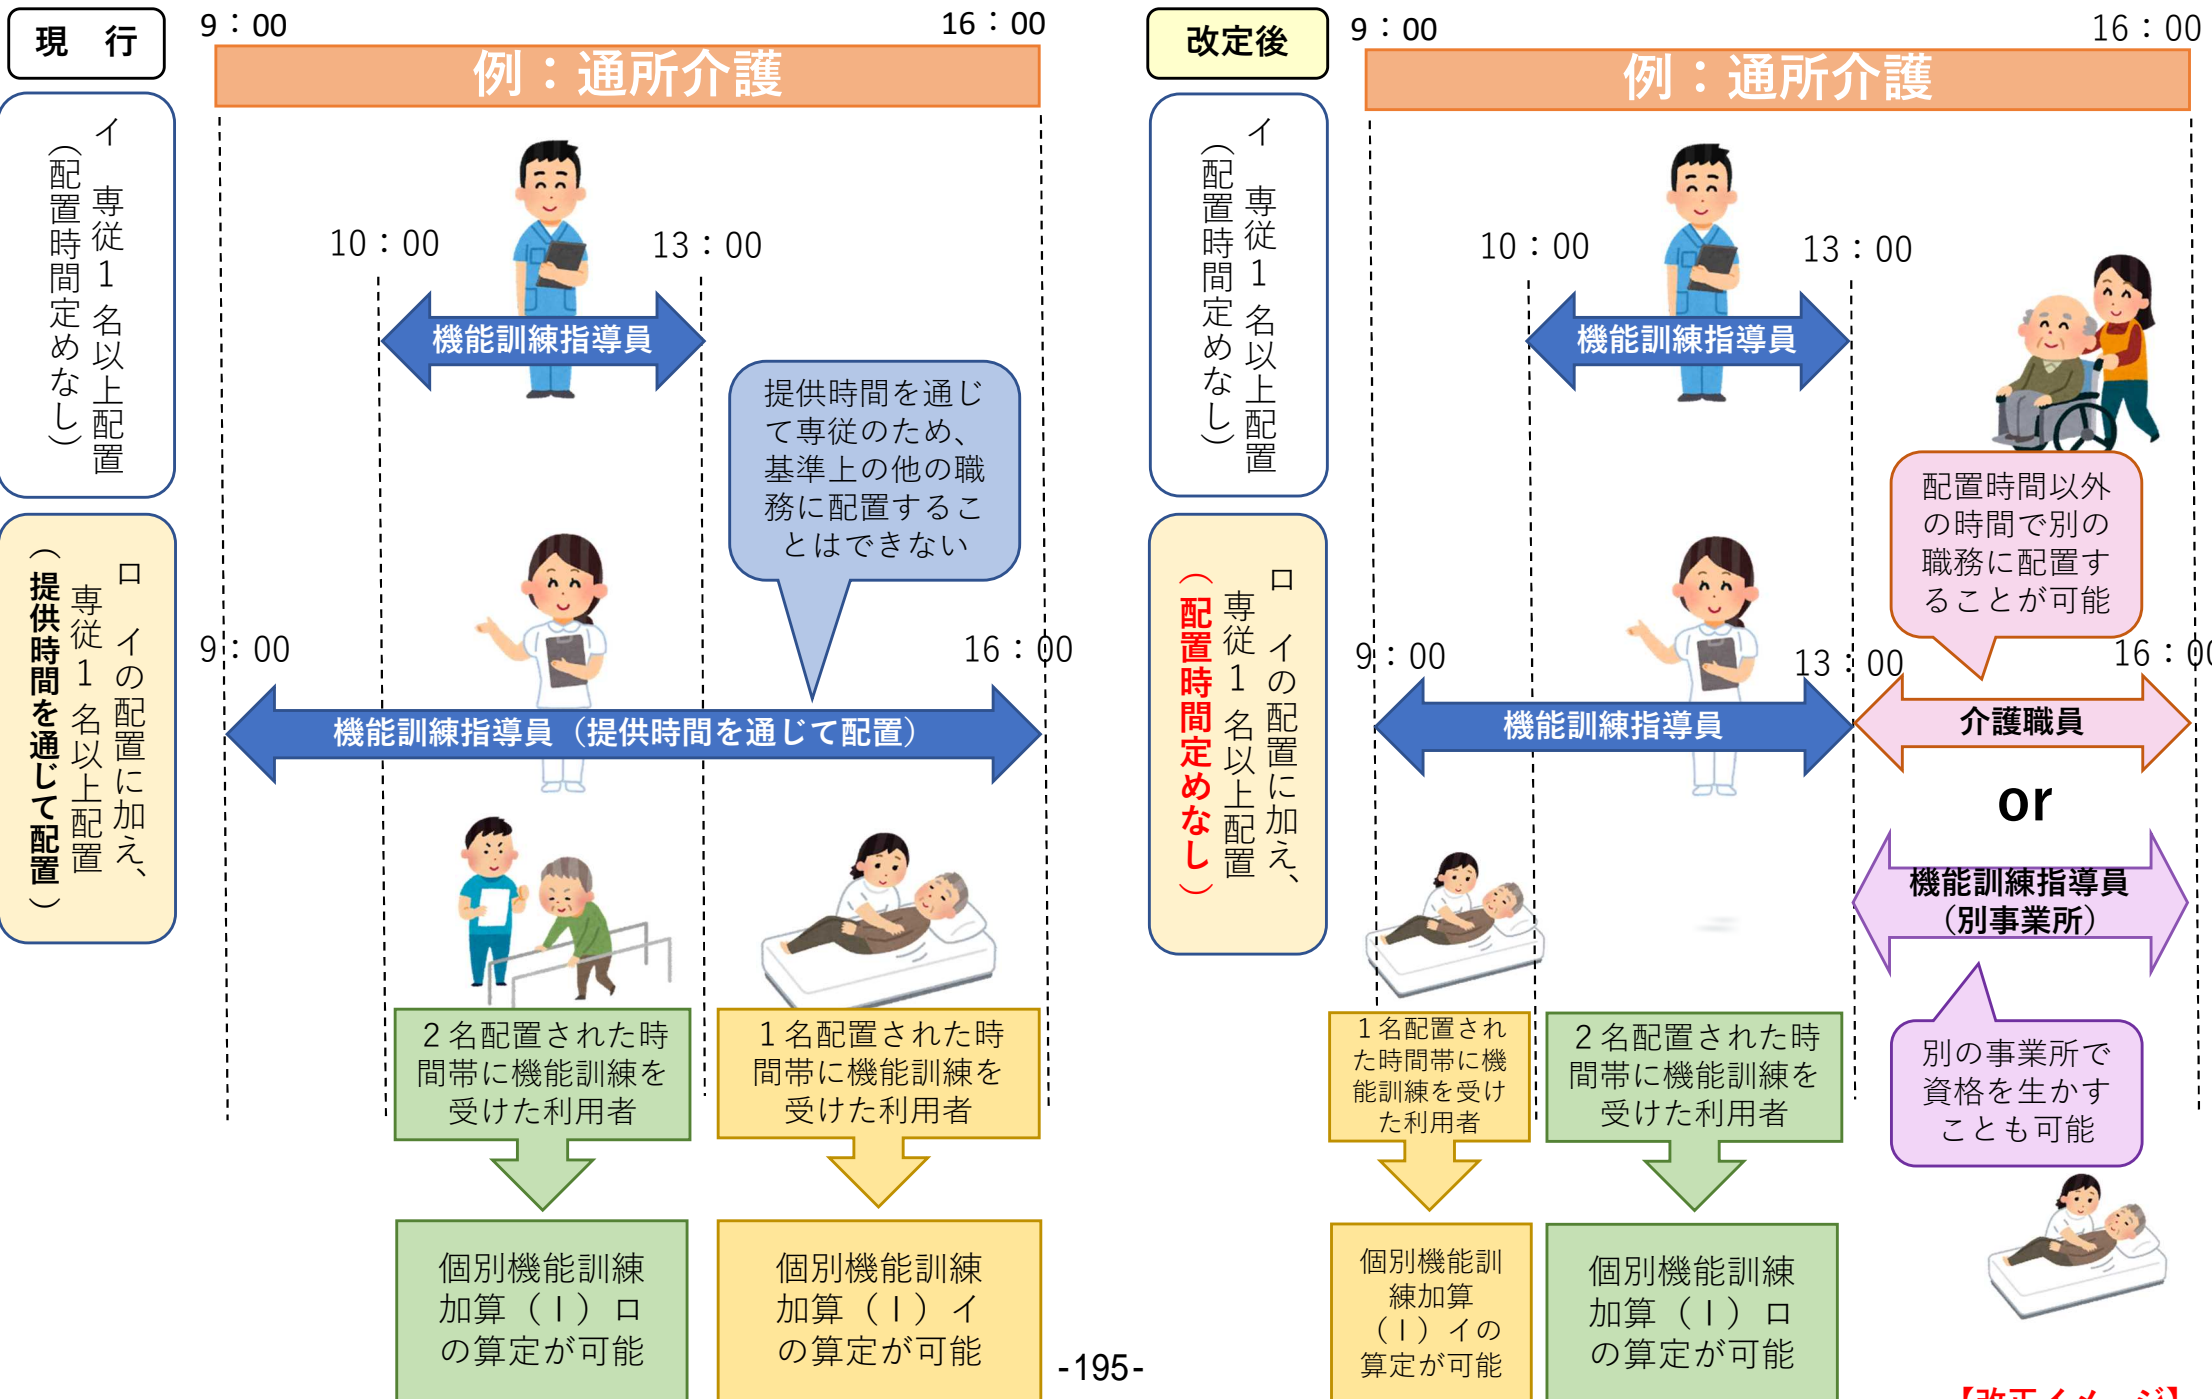 現　行
9：00
16：00
例：通所介護
イ　専従１名以上配置
（配置時間定めなし）
10：00
13：00
機能訓練指導員
提供時間を通じ
て専従のため、
基準上の他の職
務に配置するこ
とはできない
ロ　イの配置に加え、
専従１名以上配置
（提供時間を通じて配置）
9：00
16：00
機能訓練指導員（提供時間を通じて配置）
２名配置された時
間帯に機能訓練を
受けた利用者
１名配置された時
間帯に機能訓練を
受けた利用者
個別機能訓練
加算（Ⅰ）ロ
の算定が可能
個別機能訓練
加算（Ⅰ）イ
の算定が可能
-195-
改定後
9：00
16：00
例：通所介護
イ　専従１名以上配置
（配置時間定めなし）
10：00
13：00
機能訓練指導員
配置時間以外
の時間で別の
職務に配置す
ることが可能
ロ　イの配置に加え、
専従１名以上配置
（配置時間定めなし）
9：00
13：00
16：00
機能訓練指導員
介護職員
or
機能訓練指導員
（別事業所）
別の事業所で
資格を生かす
ことも可能
１名配置され
た時間帯に機
能訓練を受け
た利用者
２名配置された時
間帯に機能訓練を
受けた利用者
個別機能訓
練加算
（Ⅰ）イの
算定が可能
個別機能訓練
加算（Ⅰ）ロ
の算定が可能
【改正イメージ】